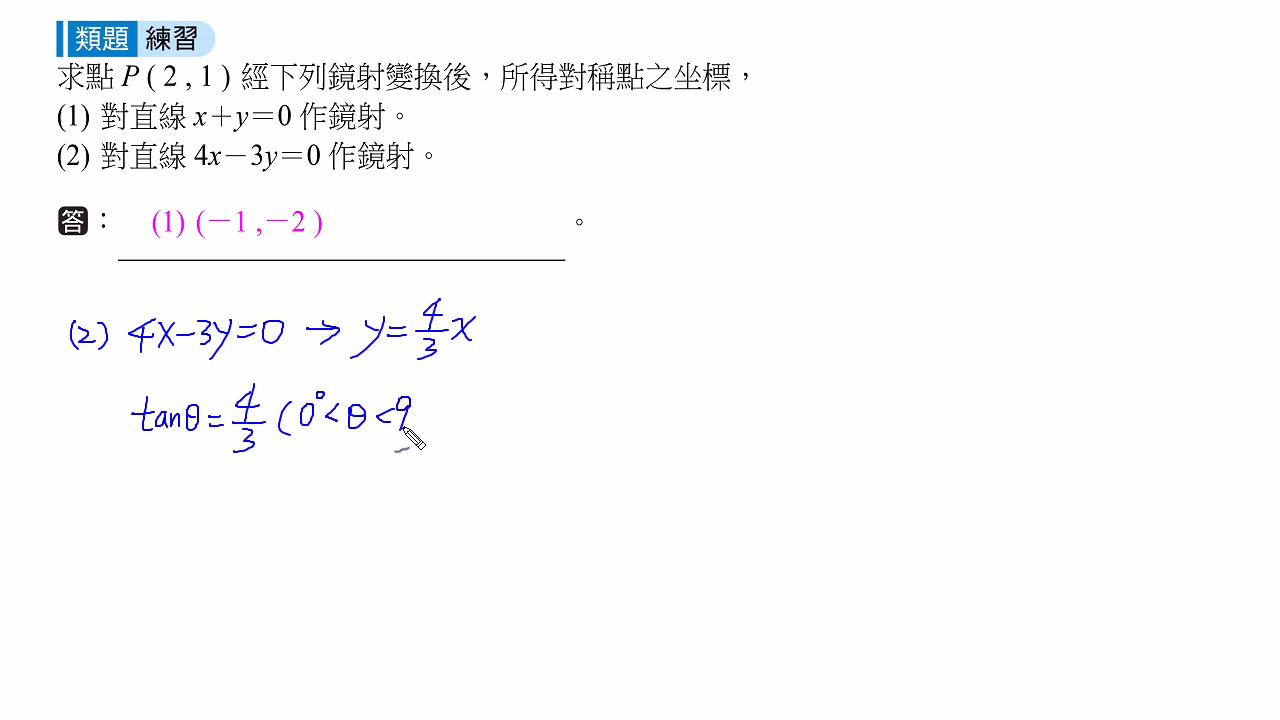 類題 練習
求點 P ( 2 , 1 ) 經下列鏡射變換後，所得對稱點之坐標，
(1) 對直線 x＋y＝0 作鏡射。
(2) 對直線 4x－3y＝0 作鏡射。
答： (1) (－1 ,－2 ) 。
(2) 4x-3y=0 → y=4/3 x
tanθ=4/3 (0°<θ<9